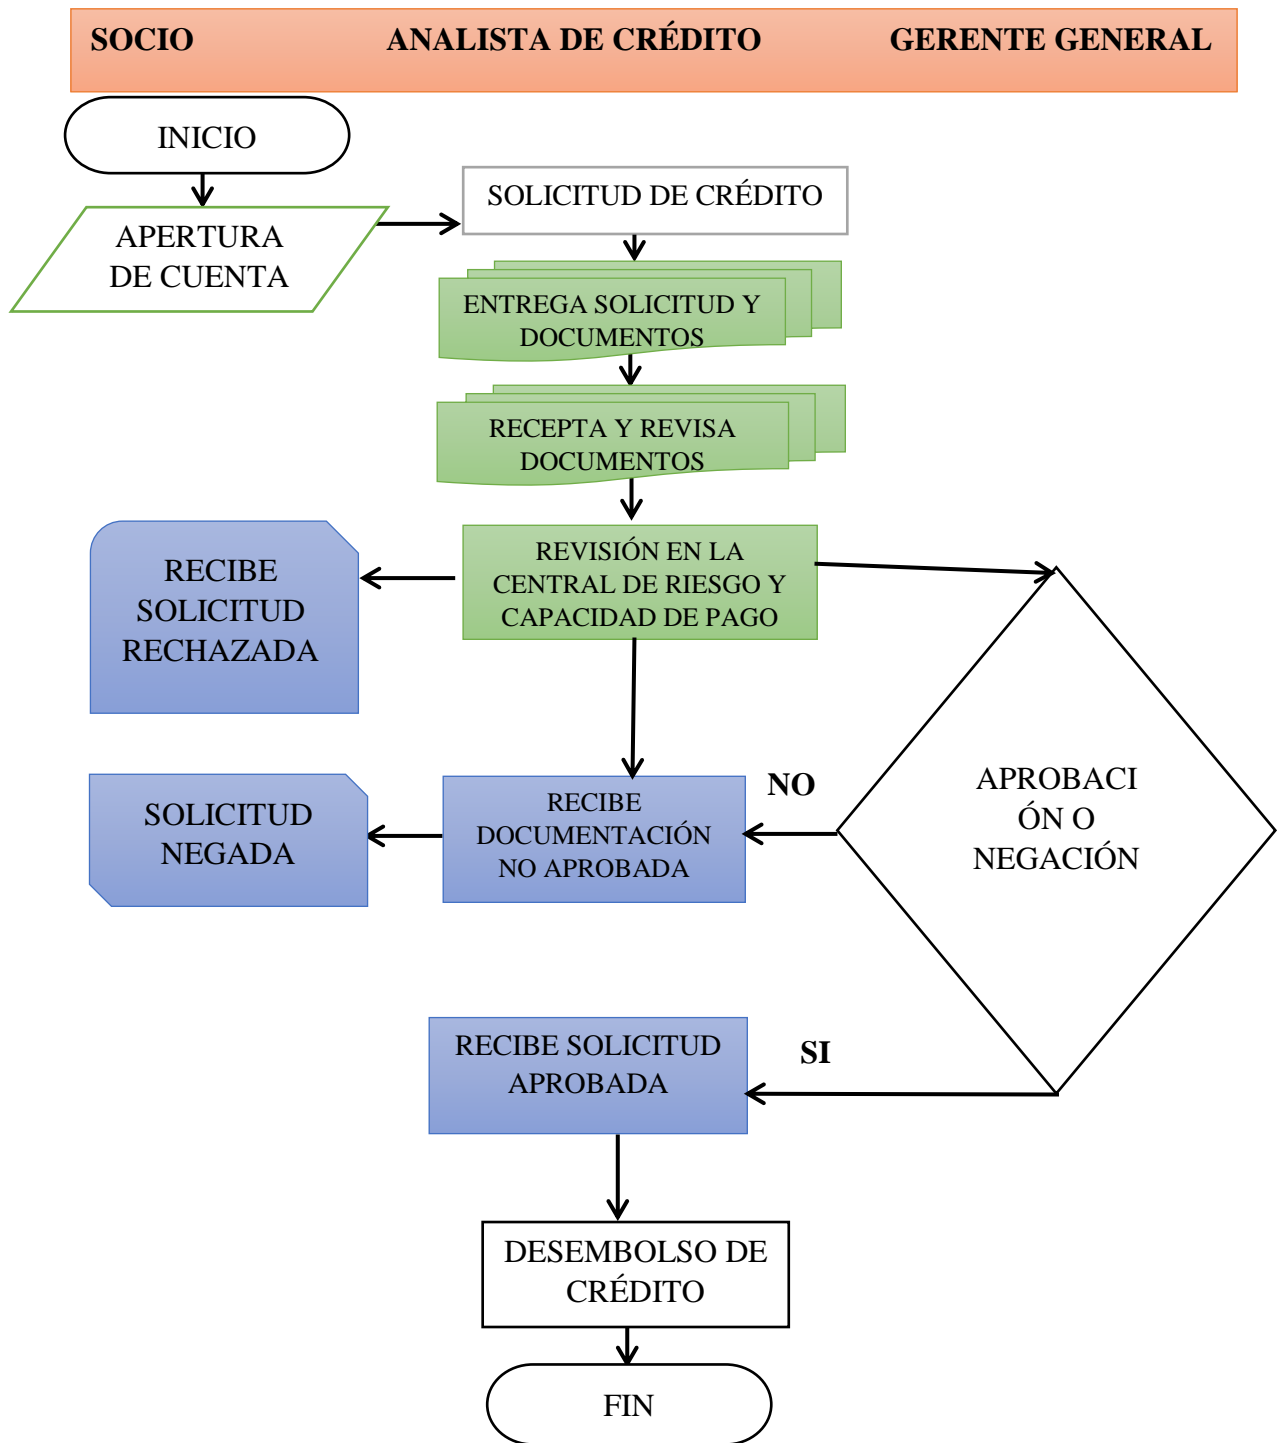 SOCIO ANALISTA DE CRÉDITO GERENTE GENERAL
INICIO
SOLICITUD DE CRÉDITO
APERTURA
DE CUENTA
ENTREGA SOLICITUD Y
DOCUMENTOS
RECEPTA Y REVISA
DOCUMENTOS
REVISIÓN EN LA
CENTRAL DE RIESGO Y
CAPACIDAD DE PAGO
RECIBE
SOLICITUD
RECHAZADA
APROBACI
ÓN O
NEGACIÓN
NO
RECIBE
DOCUMENTACIÓN
NO APROBADA
SOLICITUD
NEGADA
SI
RECIBE SOLICITUD
APROBADA
DESEMBOLSO DE
CRÉDITO
FIN